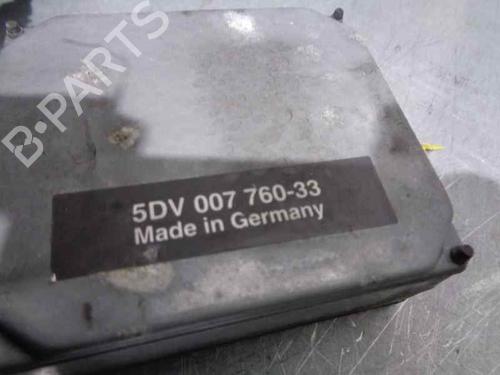 B-PARTS
5DV 007 760-33
Made in Germany